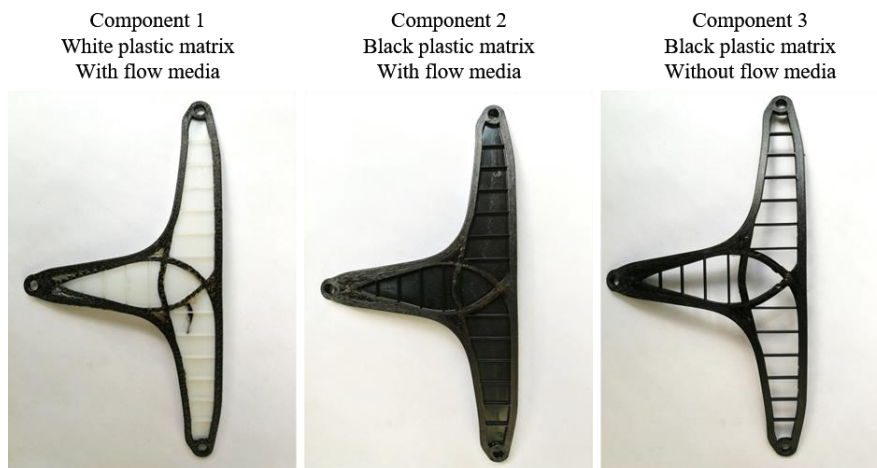 Component 1
White plastic matrix
With flow media
Component 2
Black plastic matrix
With flow media
Component 3
Black plastic matrix
Without flow media